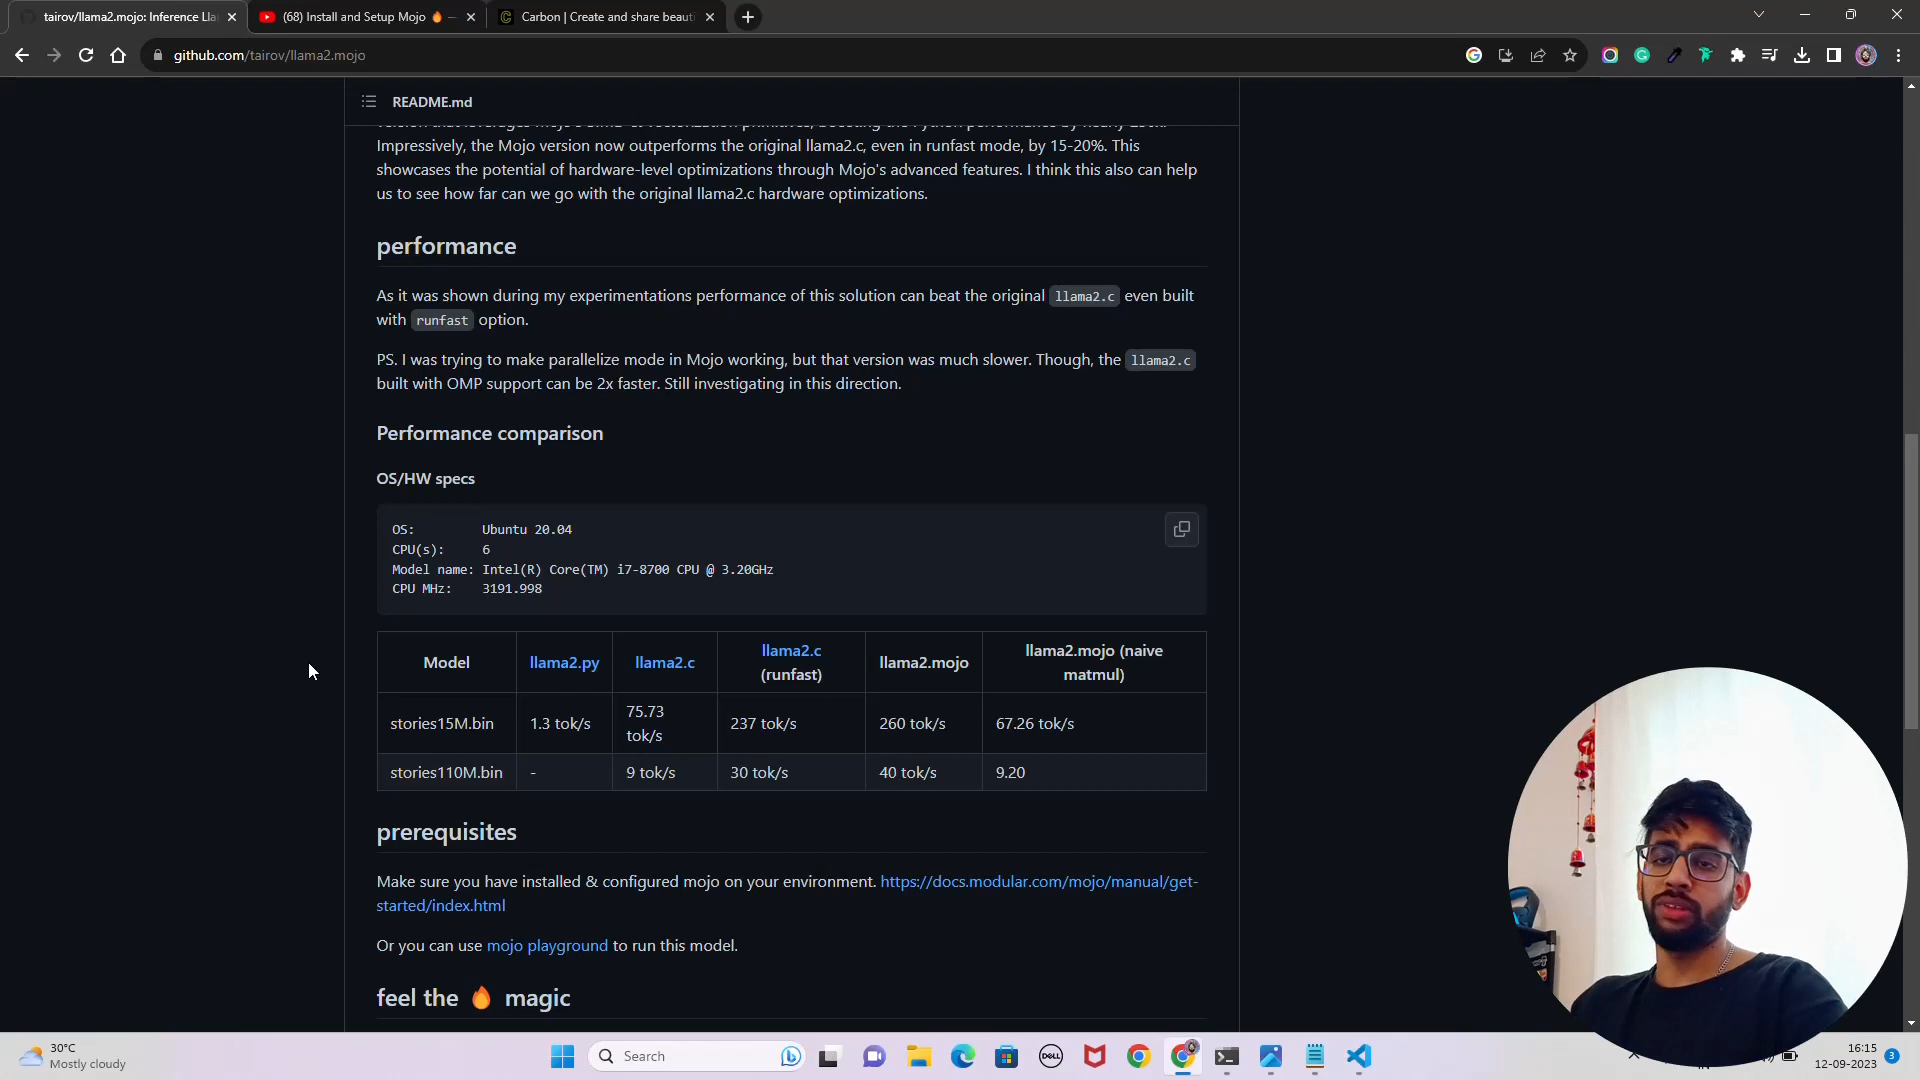 tairov/llama2.mojo: Inference Lla
(68) Install and Setup Mojo 🔥 —
Carbon | Create and share beauti
github.com/tairov/llama2.mojo
README.md
Impressively, the Mojo version now outperforms the original llama2.c, even in runfast mode, by 15-20%. This
showcases the potential of hardware-level optimizations through Mojo's advanced features. I think this also can help
us to see how far can we go with the original llama2.c hardware optimizations.
performance
As it was shown during my experimentations performance of this solution can beat the original llama2.c even built
with runfast option.
PS. I was trying to make parallelize mode in Mojo working, but that version was much slower. Though, the llama2.c
built with OMP support can be 2x faster. Still investigating in this direction.
Performance comparison
OS/HW specs
OS: Ubuntu 20.04
CPU(s): 6
Model name: Intel(R) Core(TM) i7-8700 CPU @ 3.20GHz
CPU MHz: 3191.998
Model llama2.py llama2.c llama2.c (runfast) llama2.mojo llama2.mojo (naive matmul)
stories15M.bin 1.3 tok/s 75.73 tok/s 237 tok/s 260 tok/s 67.26 tok/s
stories110M.bin - 9 tok/s 30 tok/s 40 tok/s 9.20
prerequisites
Make sure you have installed & configured mojo on your environment. https://docs.modular.com/mojo/manual/get-
started/index.html
Or you can use mojo playground to run this model.
feel the 🔥 magic
30°C
Mostly cloudy
Search
DELL
16:15
12-09-2023
3